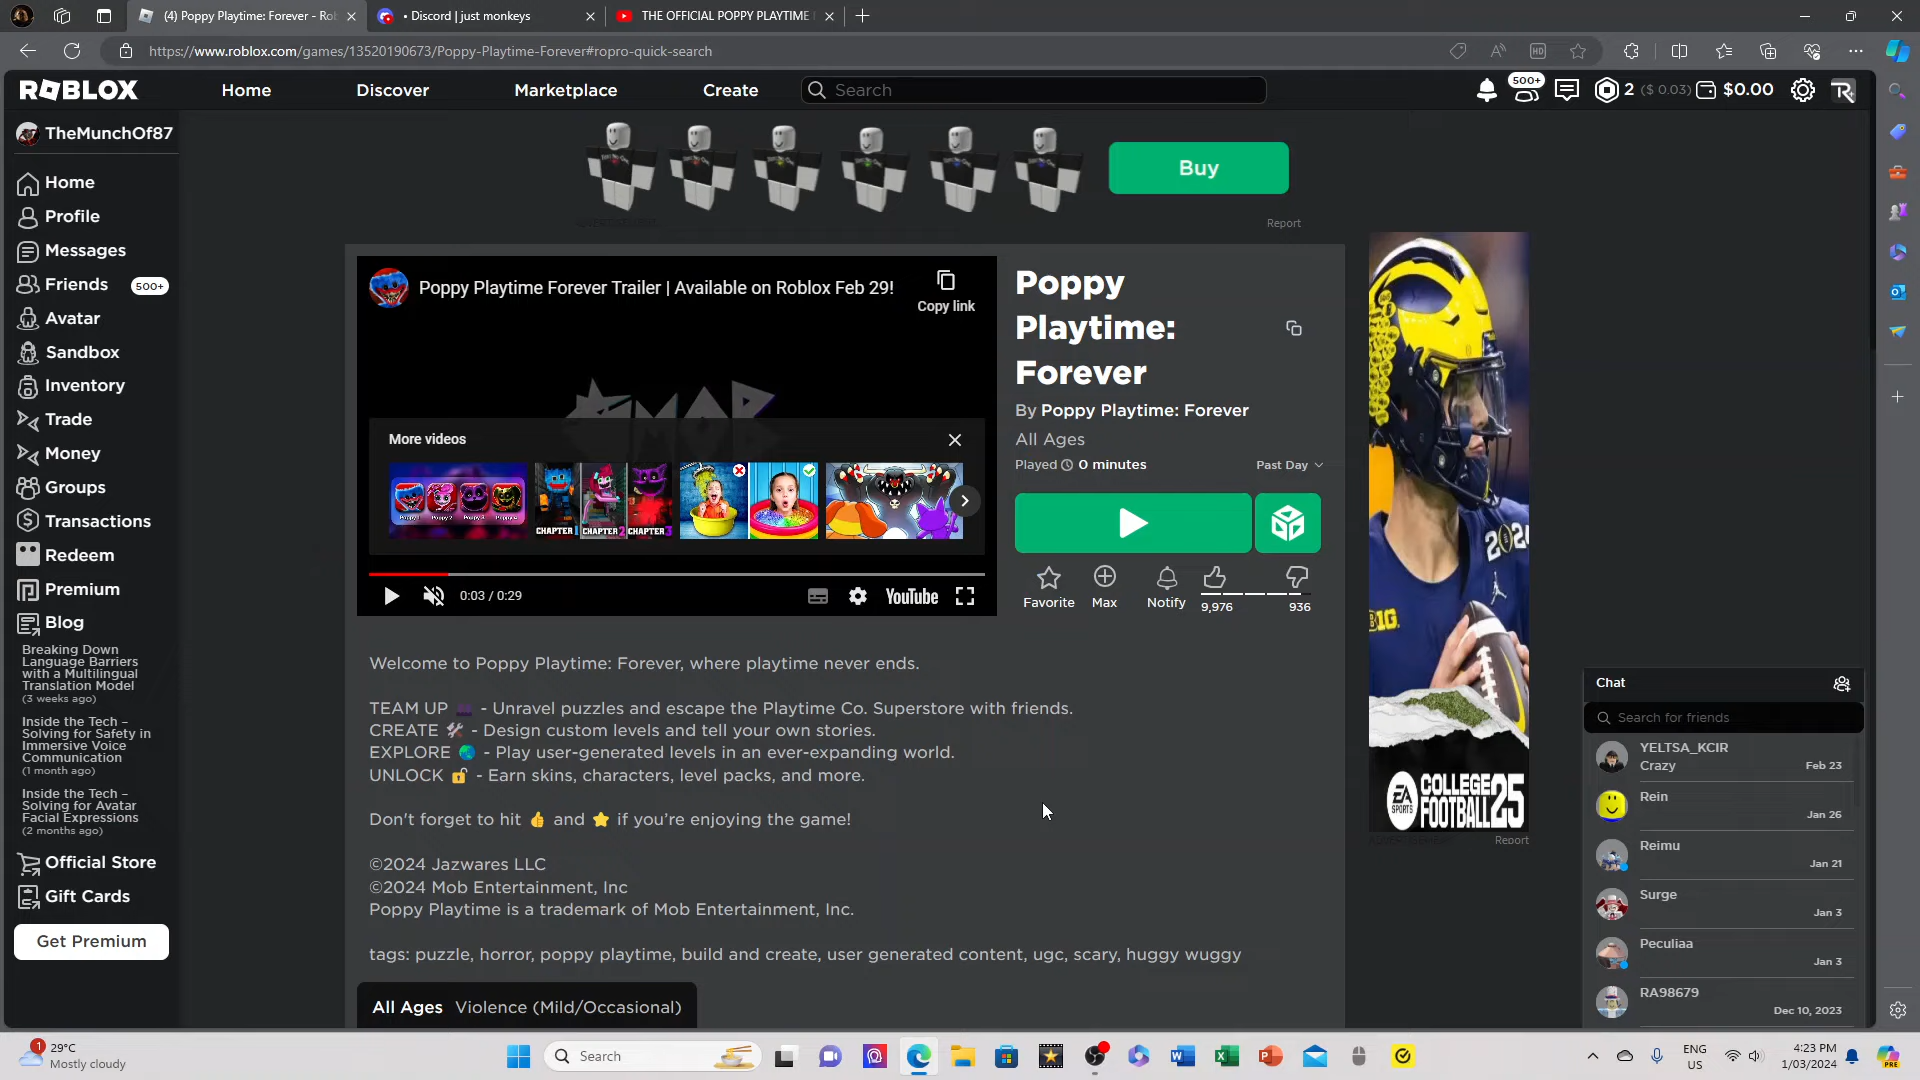 (4) Poppy Playtime: Forever - Rob
• Discord | just monkeys
THE OFFICIAL POPPY PLAYTIME
https://www.roblox.com/games/13520190673/Poppy-Playtime-Forever#ropro-quick-search
HD
ROBLOX
Home
Discover
Marketplace
Create
Search
500+
2
($ 0.03)
$0.00
TheMunchOf87
Home
Profile
Messages
Friends
500+
Avatar
Sandbox
Inventory
Trade
Money
Groups
Transactions
Redeem
Premium
Blog
Breaking Down
Language Barriers
with a Multilingual
Translation Model
(3 weeks ago)
Inside the Tech –
Solving for Safety in
Immersive Voice
Communication
(1 month ago)
Inside the Tech –
Solving for Avatar
Facial Expressions
(2 months ago)
Official Store
Gift Cards
Get Premium
Buy
ADVERTISEMENT
Report
Poppy Playtime Forever Trailer | Available on Roblox Feb 29!
Copy link
More videos
CHAPTER 1
CHAPTER 2
CHAPTER 3
0:03 / 0:29
YouTube
Poppy
Playtime:
Forever
By Poppy Playtime: Forever
All Ages
Played 0 minutes
Past Day
Favorite
Max
Notify
9,976
936
Welcome to Poppy Playtime: Forever, where playtime never ends.
TEAM UP 👥 - Unravel puzzles and escape the Playtime Co. Superstore with friends.
CREATE 🛠️ - Design custom levels and tell your own stories.
EXPLORE 🌏 - Play user-generated levels in an ever-expanding world.
UNLOCK 🔓 - Earn skins, characters, level packs, and more.
Don't forget to hit 👍 and ⭐ if you're enjoying the game!
©2024 Jazwares LLC
©2024 Mob Entertainment, Inc
Poppy Playtime is a trademark of Mob Entertainment, Inc.
tags: puzzle, horror, poppy playtime, build and create, user generated content, ugc, scary, huggy wuggy
All Ages
Violence (Mild/Occasional)
EA
SPORTS
COLLEGE
FOOTBALL 25
Report
Chat
Search for friends
YELTSA_KCIR
Crazy
Feb 23
Rein
Jan 26
Reimu
Jan 21
Surge
Jan 3
Peculiaa
Jan 3
RA98679
Dec 10, 2023
1
29°C
Mostly cloudy
Search
ENG
US
4:23 PM
1/03/2024
PRE